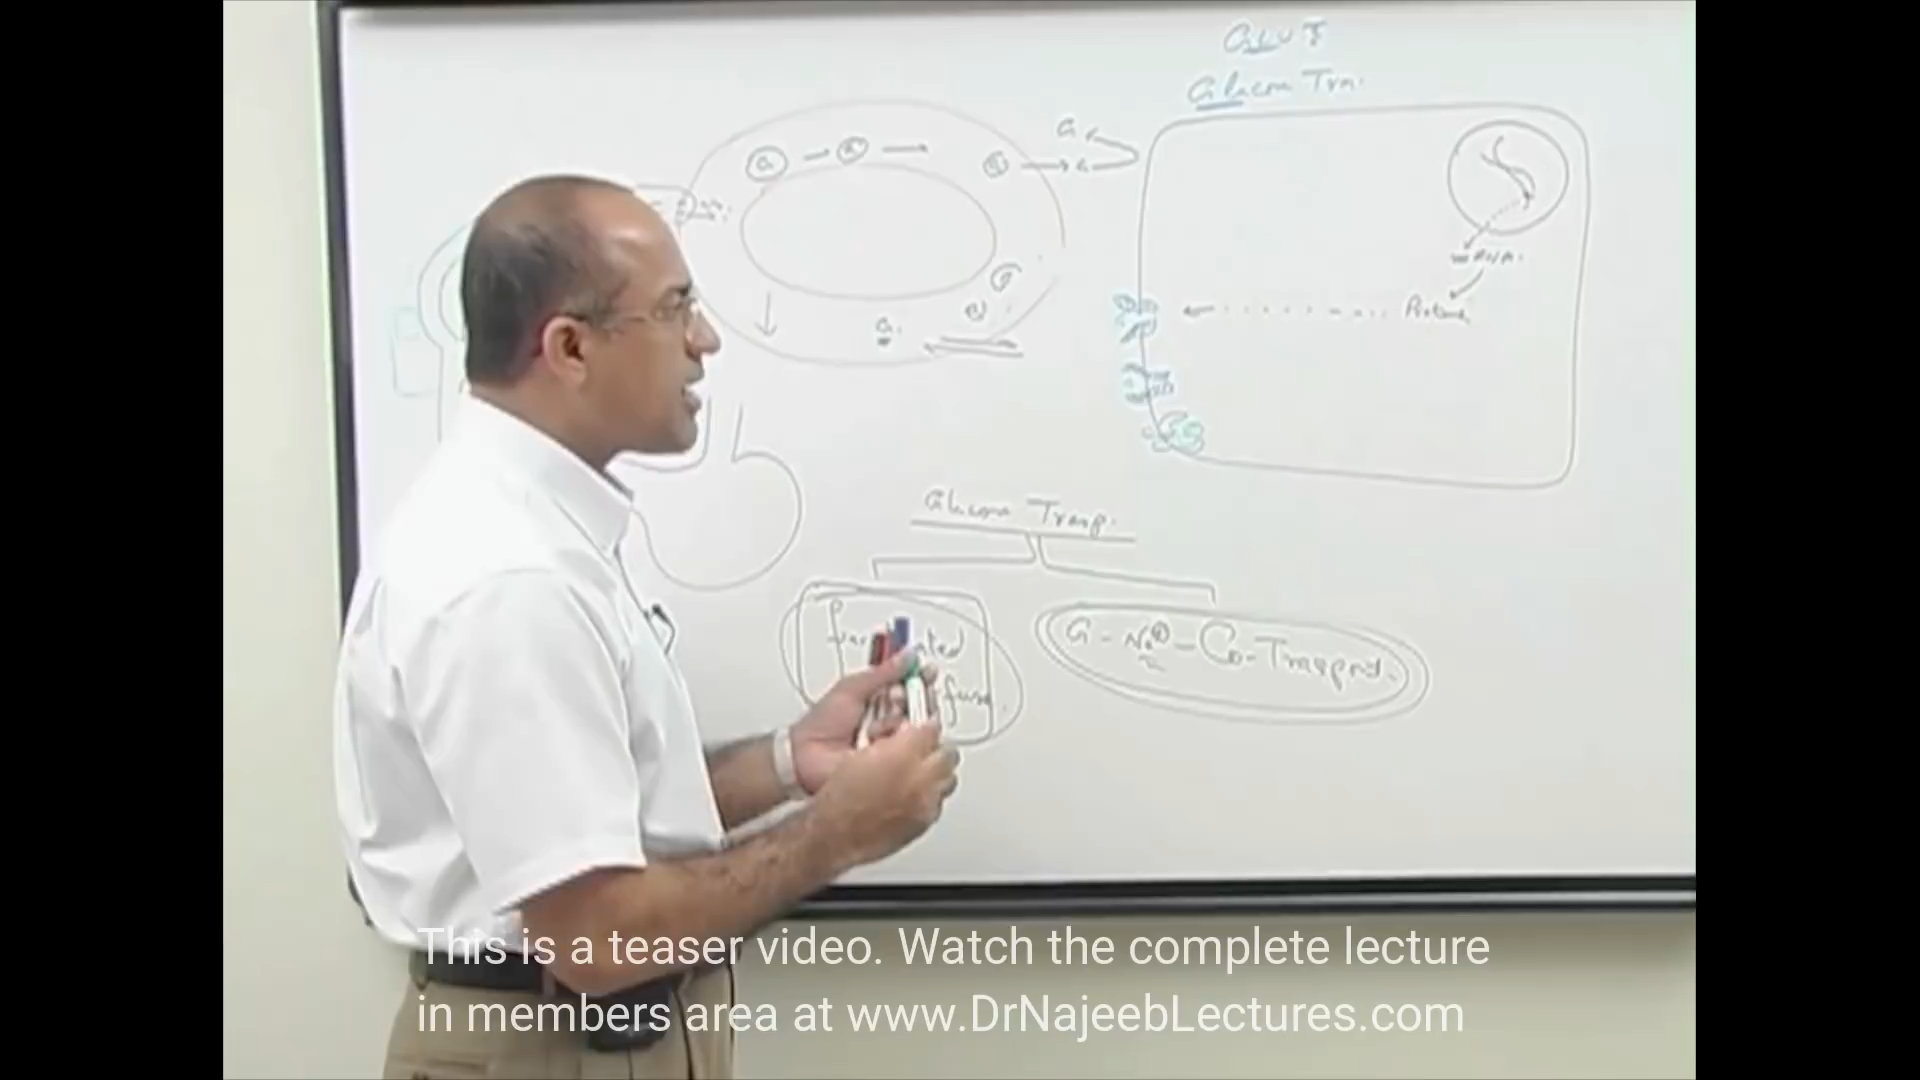 GLUT
Glucose Tra.
G
G → G →
G → G
mRNA.
Protein
G.
Glucose Transp.
G - Na⊕ - Co-Transport.
This is a teaser video. Watch the complete lecture
in members area at www.DrNajeebLectures.com